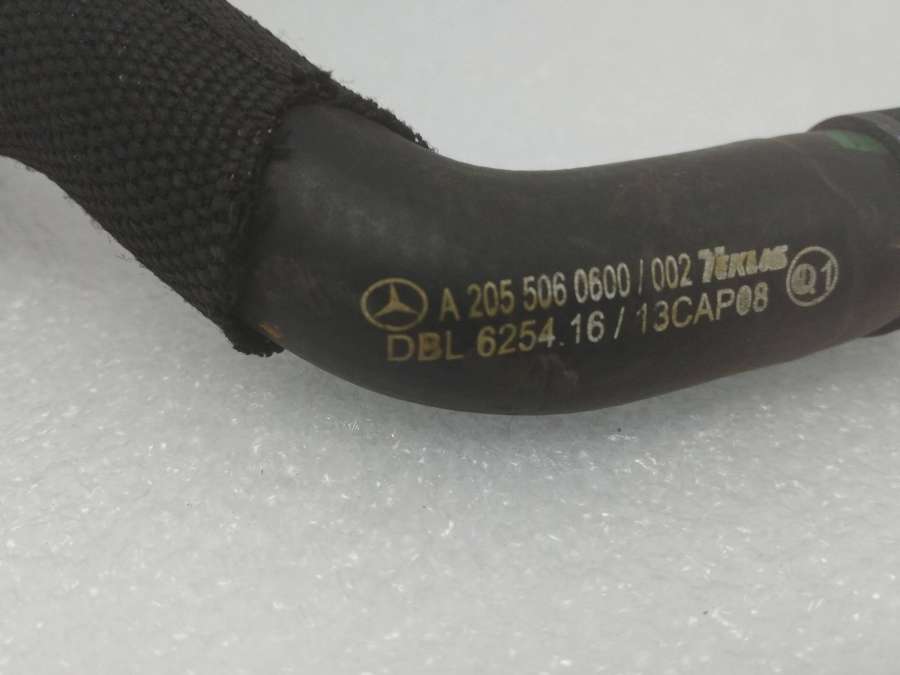 A 205 506 0600 / 002 TEKLAS Q1
DBL 6254.16 / 13CAP08